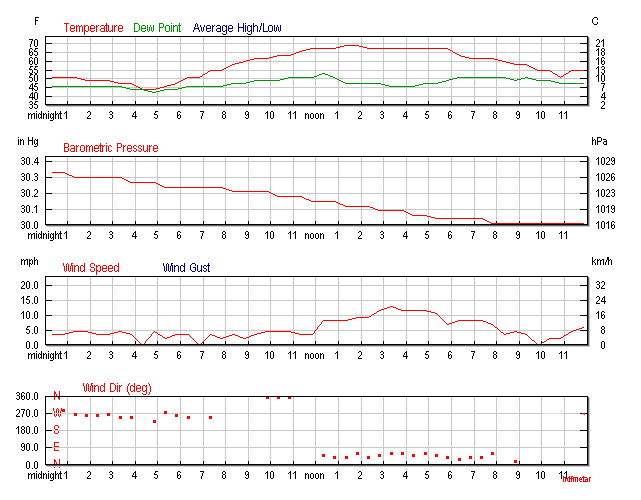 F Temperature Dew Point Average High/Low C
70 21
65 18
60 16
55 13
50 10
45 7
40 4
35 2
midnight 1 2 3 4 5 6 7 8 9 10 11 noon 1 2 3 4 5 6 7 8 9 10 11
in Hg Barometric Pressure hPa
30.4 1029
30.3 1026
30.2 1023
30.1 1019
30.0 1016
midnight 1 2 3 4 5 6 7 8 9 10 11 noon 1 2 3 4 5 6 7 8 9 10 11
mph Wind Speed Wind Gust km/h
20.0 32
15.0 24
10.0 16
5.0 8
0.0 0
midnight 1 2 3 4 5 6 7 8 9 10 11 noon 1 2 3 4 5 6 7 8 9 10 11
Wind Dir (deg)
360.0 N
270.0 W
180.0 S
90.0 E
0.0 N
midnight 1 2 3 4 5 6 7 8 9 10 11 noon 1 2 3 4 5 6 7 8 9 10 11